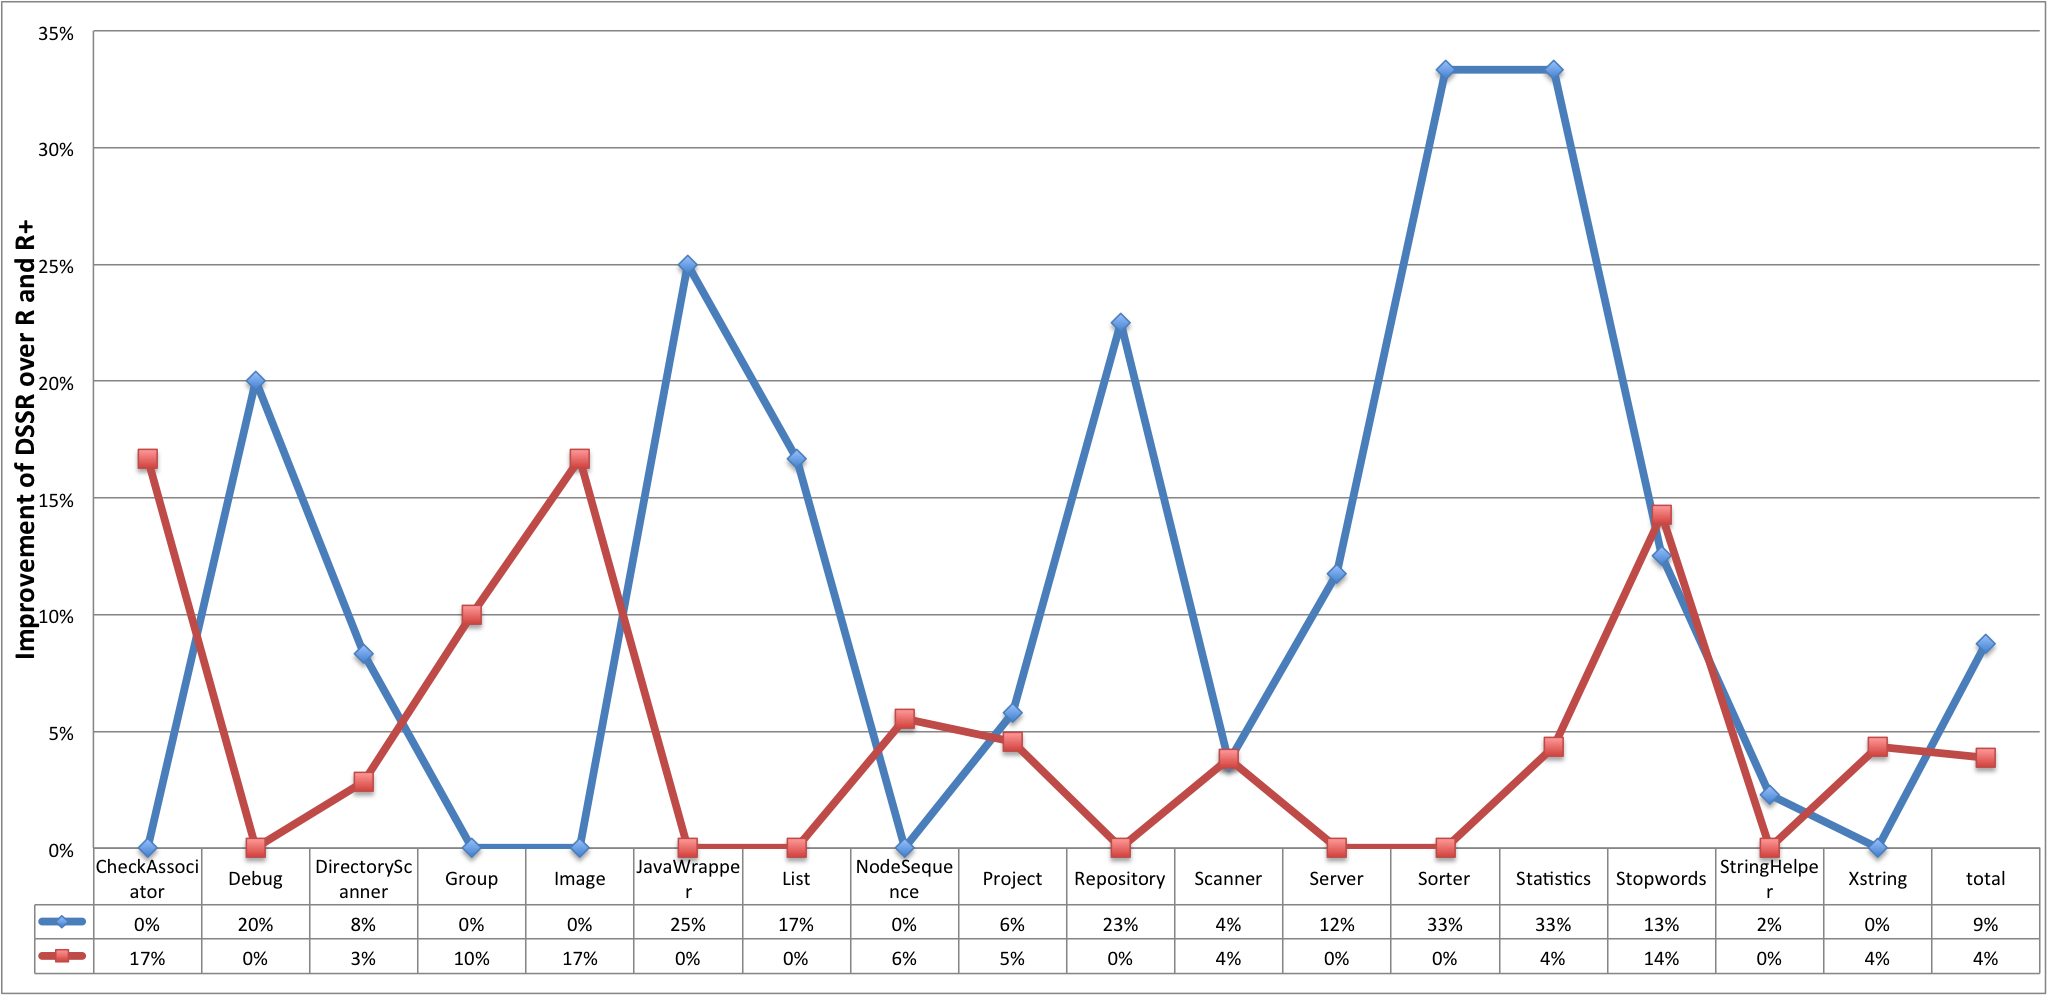 Improvement of DSSR over R and R+
35%
30%
25%
20%
15%
10%
5%
0%
CheckAssoci
ator
Debug
DirectorySc
anner
Group
Image
JavaWrappe
r
List
NodeSeque
nce
Project
Repository
Scanner
Server
Sorter
Statistics
Stopwords
StringHelpe
r
Xstring
total
0% 20% 8% 0% 0% 25% 17% 0% 6% 23% 4% 12% 33% 33% 13% 2% 0% 9%
17% 0% 3% 10% 17% 0% 0% 6% 5% 0% 4% 0% 0% 4% 14% 0% 4% 4%